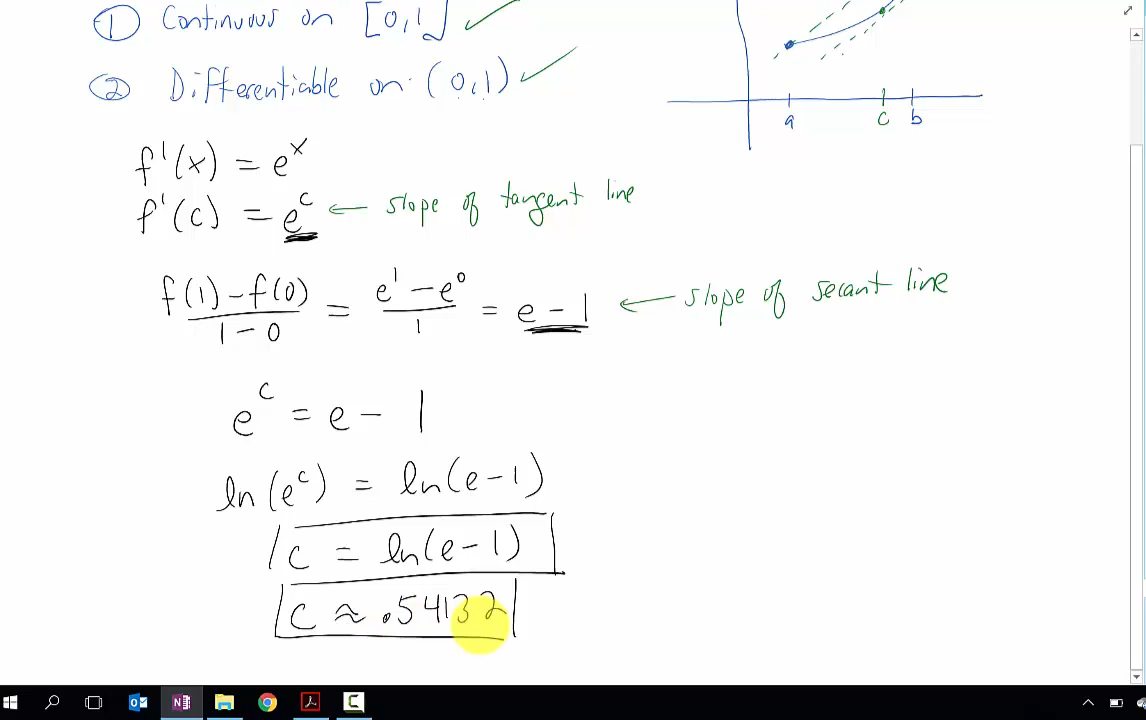 ① Continuous on [0,1] ✓
② Differentiable on (0,1) ✓
a c b
f'(x) = e^x
f'(c) = e^c ← slope of tangent line
f(1) - f(0) / 1 - 0 = e^1 - e^0 / 1 = e - 1 ← slope of secant line
e^c = e - 1
ln(e^c) = ln(e - 1)
c = ln(e - 1)
c ≈ .54132